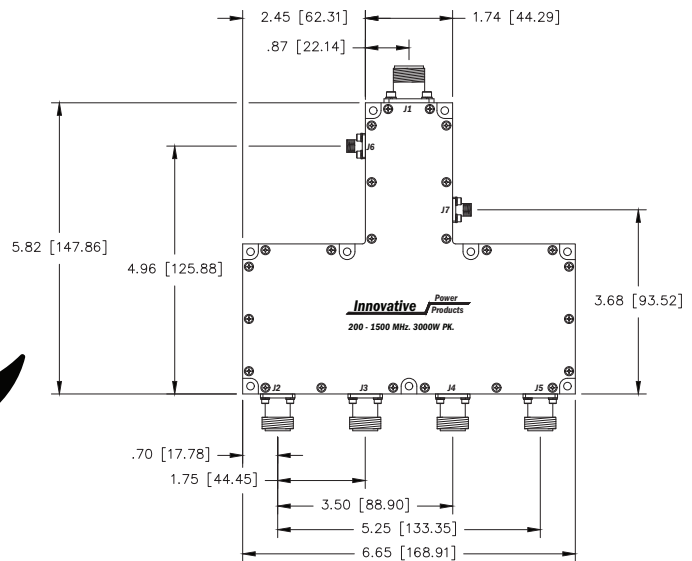 2.45 [62.31]
1.74 [44.29]
.87 [22.14]
J1
J6
J7
5.82 [147.86]
4.96 [125.88]
3.68 [93.52]
Innovative Power Products
200 - 1500 MHz. 3000W PK.
J2 J3 J4 J5
.70 [17.78]
1.75 [44.45]
3.50 [88.90]
5.25 [133.35]
6.65 [168.91]